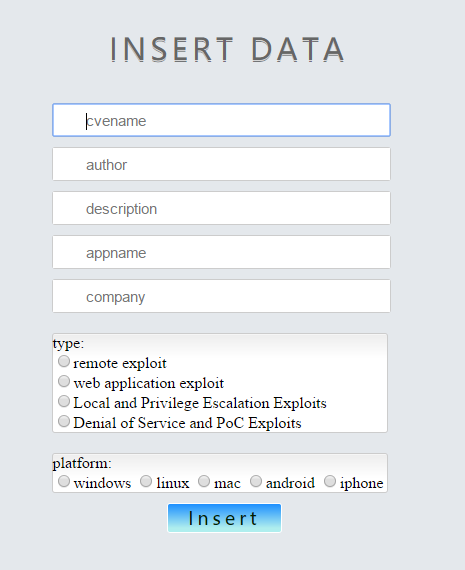 INSERT DATA
cvename
author
description
appname
company
type:
remote exploit
web application exploit
Local and Privilege Escalation Exploits
Denial of Service and PoC Exploits
platform:
windows linux mac android iphone
Insert